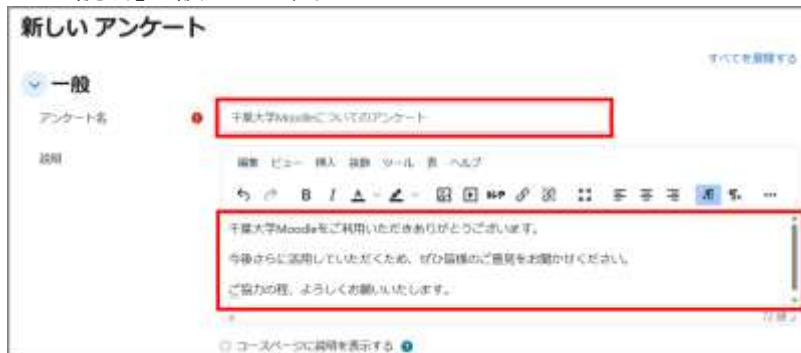 新しい アンケート
すべてを展開する
一般
アンケート名
千葉大学Moodleについてのアンケート
説明
編集 ビュー 挿入 装飾 ツール 表 ヘルプ
B I A H-P
千葉大学Moodleをご利用いただきありがとうございます。
今後さらに活用していただくため、ぜひ皆様のご意見をお聞かせください。
ご協力の程、よろしくお願いいたします。
コースページに説明を表示する